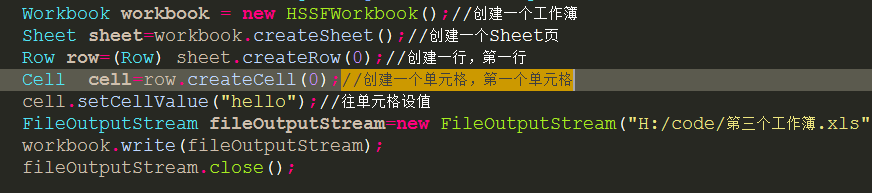 Workbook workbook = new HSSFWorkbook();//创建一个工作簿
Sheet sheet=workbook.createSheet();//创建一个Sheet页
Row row=(Row) sheet.createRow(0);//创建一行，第一行
Cell  cell=row.createCell(0);//创建一个单元格，第一个单元格
cell.setCellValue("hello");//往单元格设值
FileOutputStream fileOutputStream=new FileOutputStream("H:/code/第三个工作簿.xls"
workbook.write(fileOutputStream);
fileOutputStream.close();